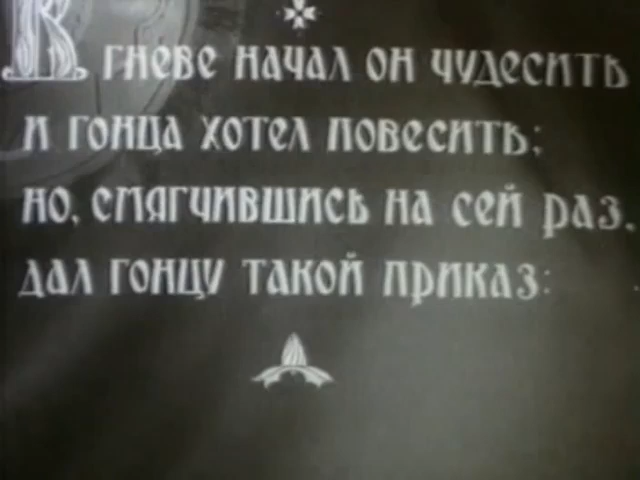 В гневе начал он чудесить
и гонца хотел повесить;
но, смягчившись на сей раз,
дал гонцу такой приказ: